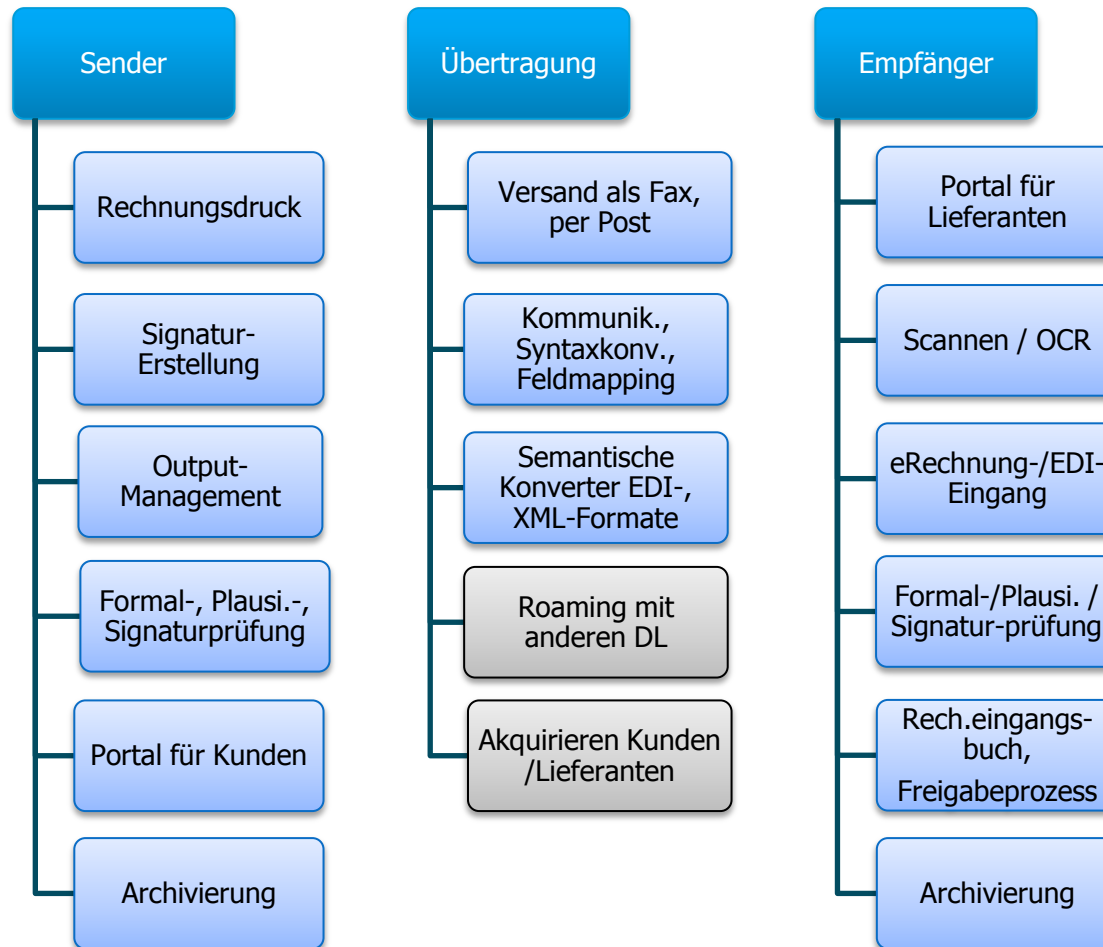 Sender
Rechnungsdruck
Signatur-
Erstellung
Output-
Management
Formal-, Plausi.-,
Signaturprüfung
Portal für Kunden
Archivierung
Übertragung
Versand als Fax,
per Post
Kommunik.,
Syntaxkonv.,
Feldmapping
Semantische
Konverter EDI-,
XML-Formate
Roaming mit
anderen DL
Akquirieren Kunden
/Lieferanten
Empfänger
Portal für
Lieferanten
Scannen / OCR
eRechnung-/EDI-
Eingang
Formal-/Plausi. /
Signatur-prüfung
Rech.eingangs-
buch,
Freigabeprozess
Archivierung